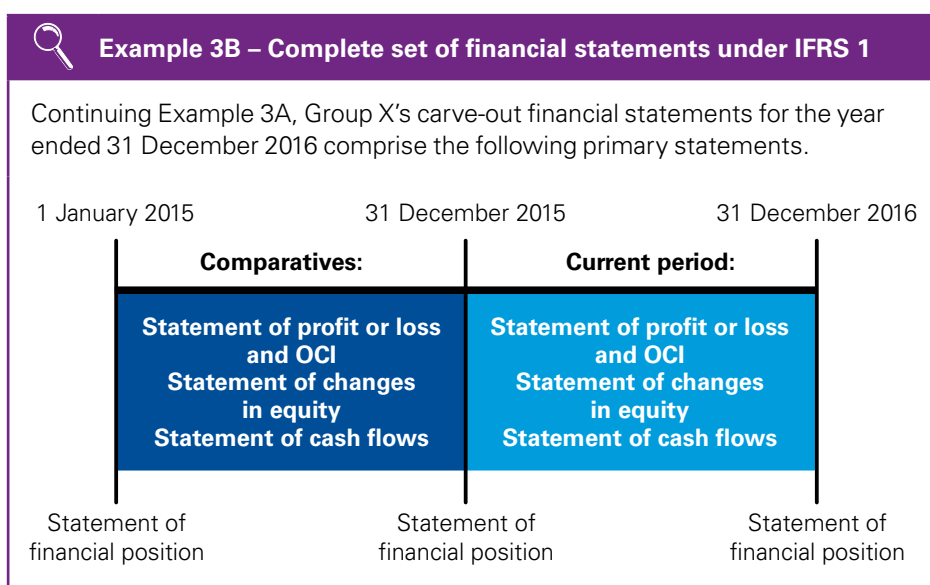 Example 3B – Complete set of financial statements under IFRS 1
Continuing Example 3A, Group X’s carve-out financial statements for the year
ended 31 December 2016 comprise the following primary statements.
1 January 2015
31 December 2015
31 December 2016
Comparatives:
Current period:
Statement of profit or loss
and OCI
Statement of changes
in equity
Statement of cash flows
Statement of profit or loss
and OCI
Statement of changes
in equity
Statement of cash flows
Statement of
financial position
Statement of
financial position
Statement of
financial position